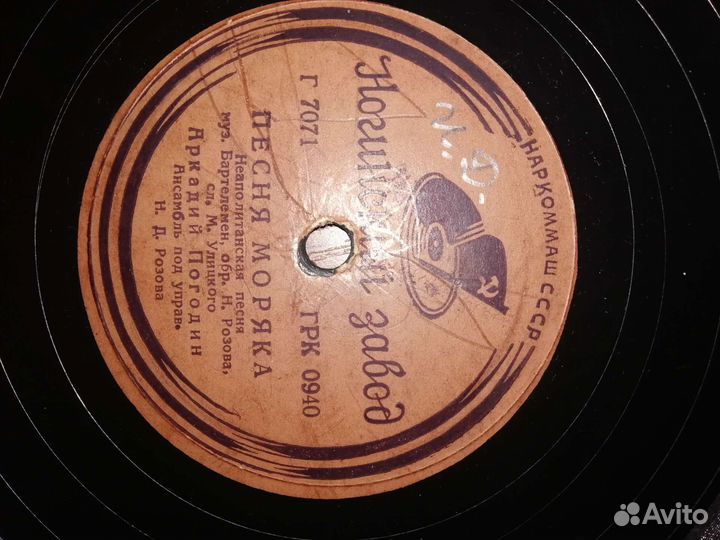 НАРКОММАШ СССР
Ногинский завод
Г 7071 ГРК 0940
ПЕСНЯ МОРЯКА
Неаполитанская песня
муз. Бартелемеи, обр. Н. Розова,
сл. М. Улицкого
Аркадий Погодин
Ансамбль под управ.
Н. Д. Розова
Avito